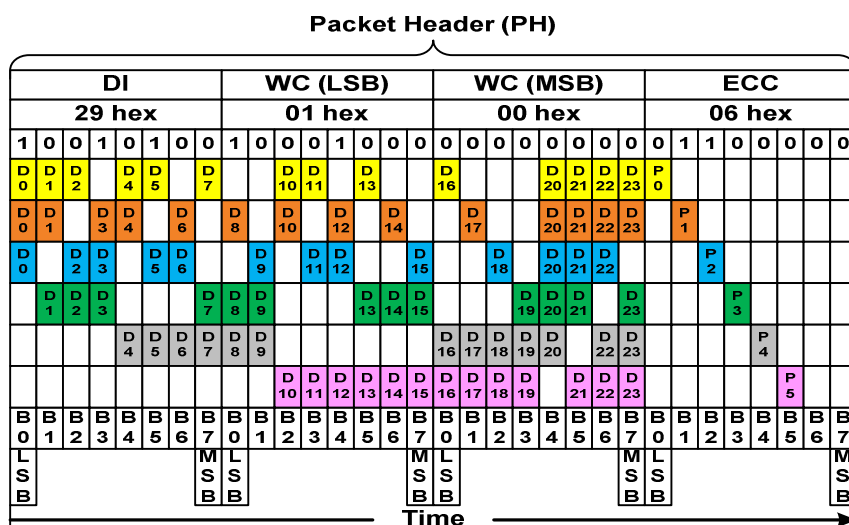 Packet Header (PH)
DI WC (LSB) WC (MSB) ECC
29 hex 01 hex 00 hex 06 hex
1 0 0 1 0 1 0 0 1 0 0 0 1 0 0 0 0 0 0 0 0 0 0 0 0 1 1 0 0 0 0 0
D0 D1 D2 D4 D5 D7 D10 D11 D13 D16 D20 D21 D22 D23 P0
D0 D1 D3 D4 D6 D8 D10 D12 D14 D17 D20 D21 D22 D23 P1
D0 D2 D3 D5 D6 D9 D11 D12 D15 D18 D20 D21 D22 P2
D1 D2 D3 D7 D8 D9 D13 D14 D15 D19 D20 D21 D23 P3
D4 D5 D6 D7 D8 D9 D16 D17 D18 D19 D20 D22 D23 P4
D10 D11 D12 D13 D14 D15 D16 D17 D18 D19 D21 D22 D23 P5
B0 B1 B2 B3 B4 B5 B6 B7 B0 B1 B2 B3 B4 B5 B6 B7 B0 B1 B2 B3 B4 B5 B6 B7 B0 B1 B2 B3 B4 B5 B6 B7
LSB MSB LSB MSB LSB MSB LSB MSB
Time